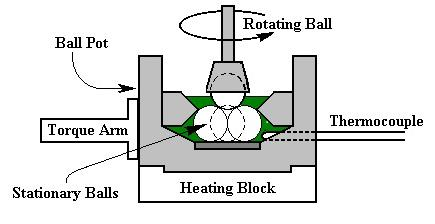 Rotating Ball
Ball Pot
Thermocouple
Torque Arm
Stationary Balls
Heating Block